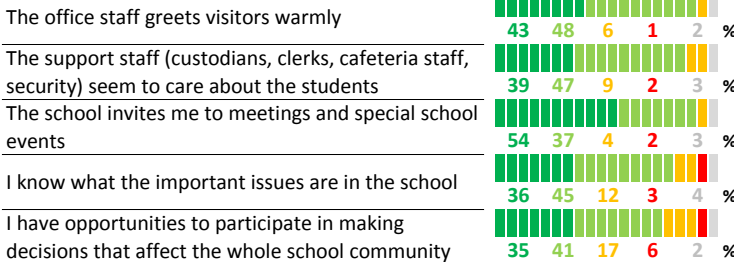 The office staff greets visitors warmly
43 48 6 1 2 %
The support staff (custodians, clerks, cafeteria staff,
security) seem to care about the students
39 47 9 2 3 %
The school invites me to meetings and special school
events
54 37 4 2 3 %
I know what the important issues are in the school
36 45 12 3 4 %
I have opportunities to participate in making
decisions that affect the whole school community
35 41 17 6 2 %